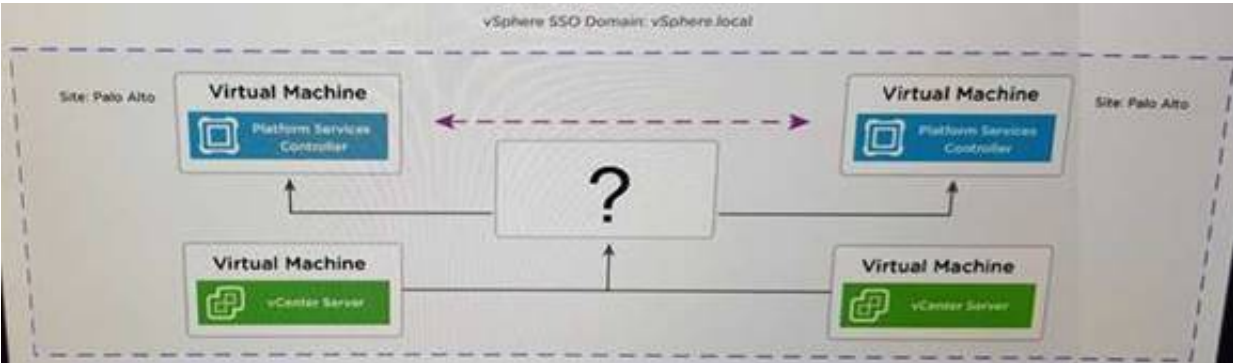 vSphere SSO Domain: vSphere.local
Site: Palo Alto
Virtual Machine
Platform Services
Controller
Virtual Machine
Platform Services
Controller
Site: Palo Alto
?
Virtual Machine
vCenter Server
Virtual Machine
vCenter Server